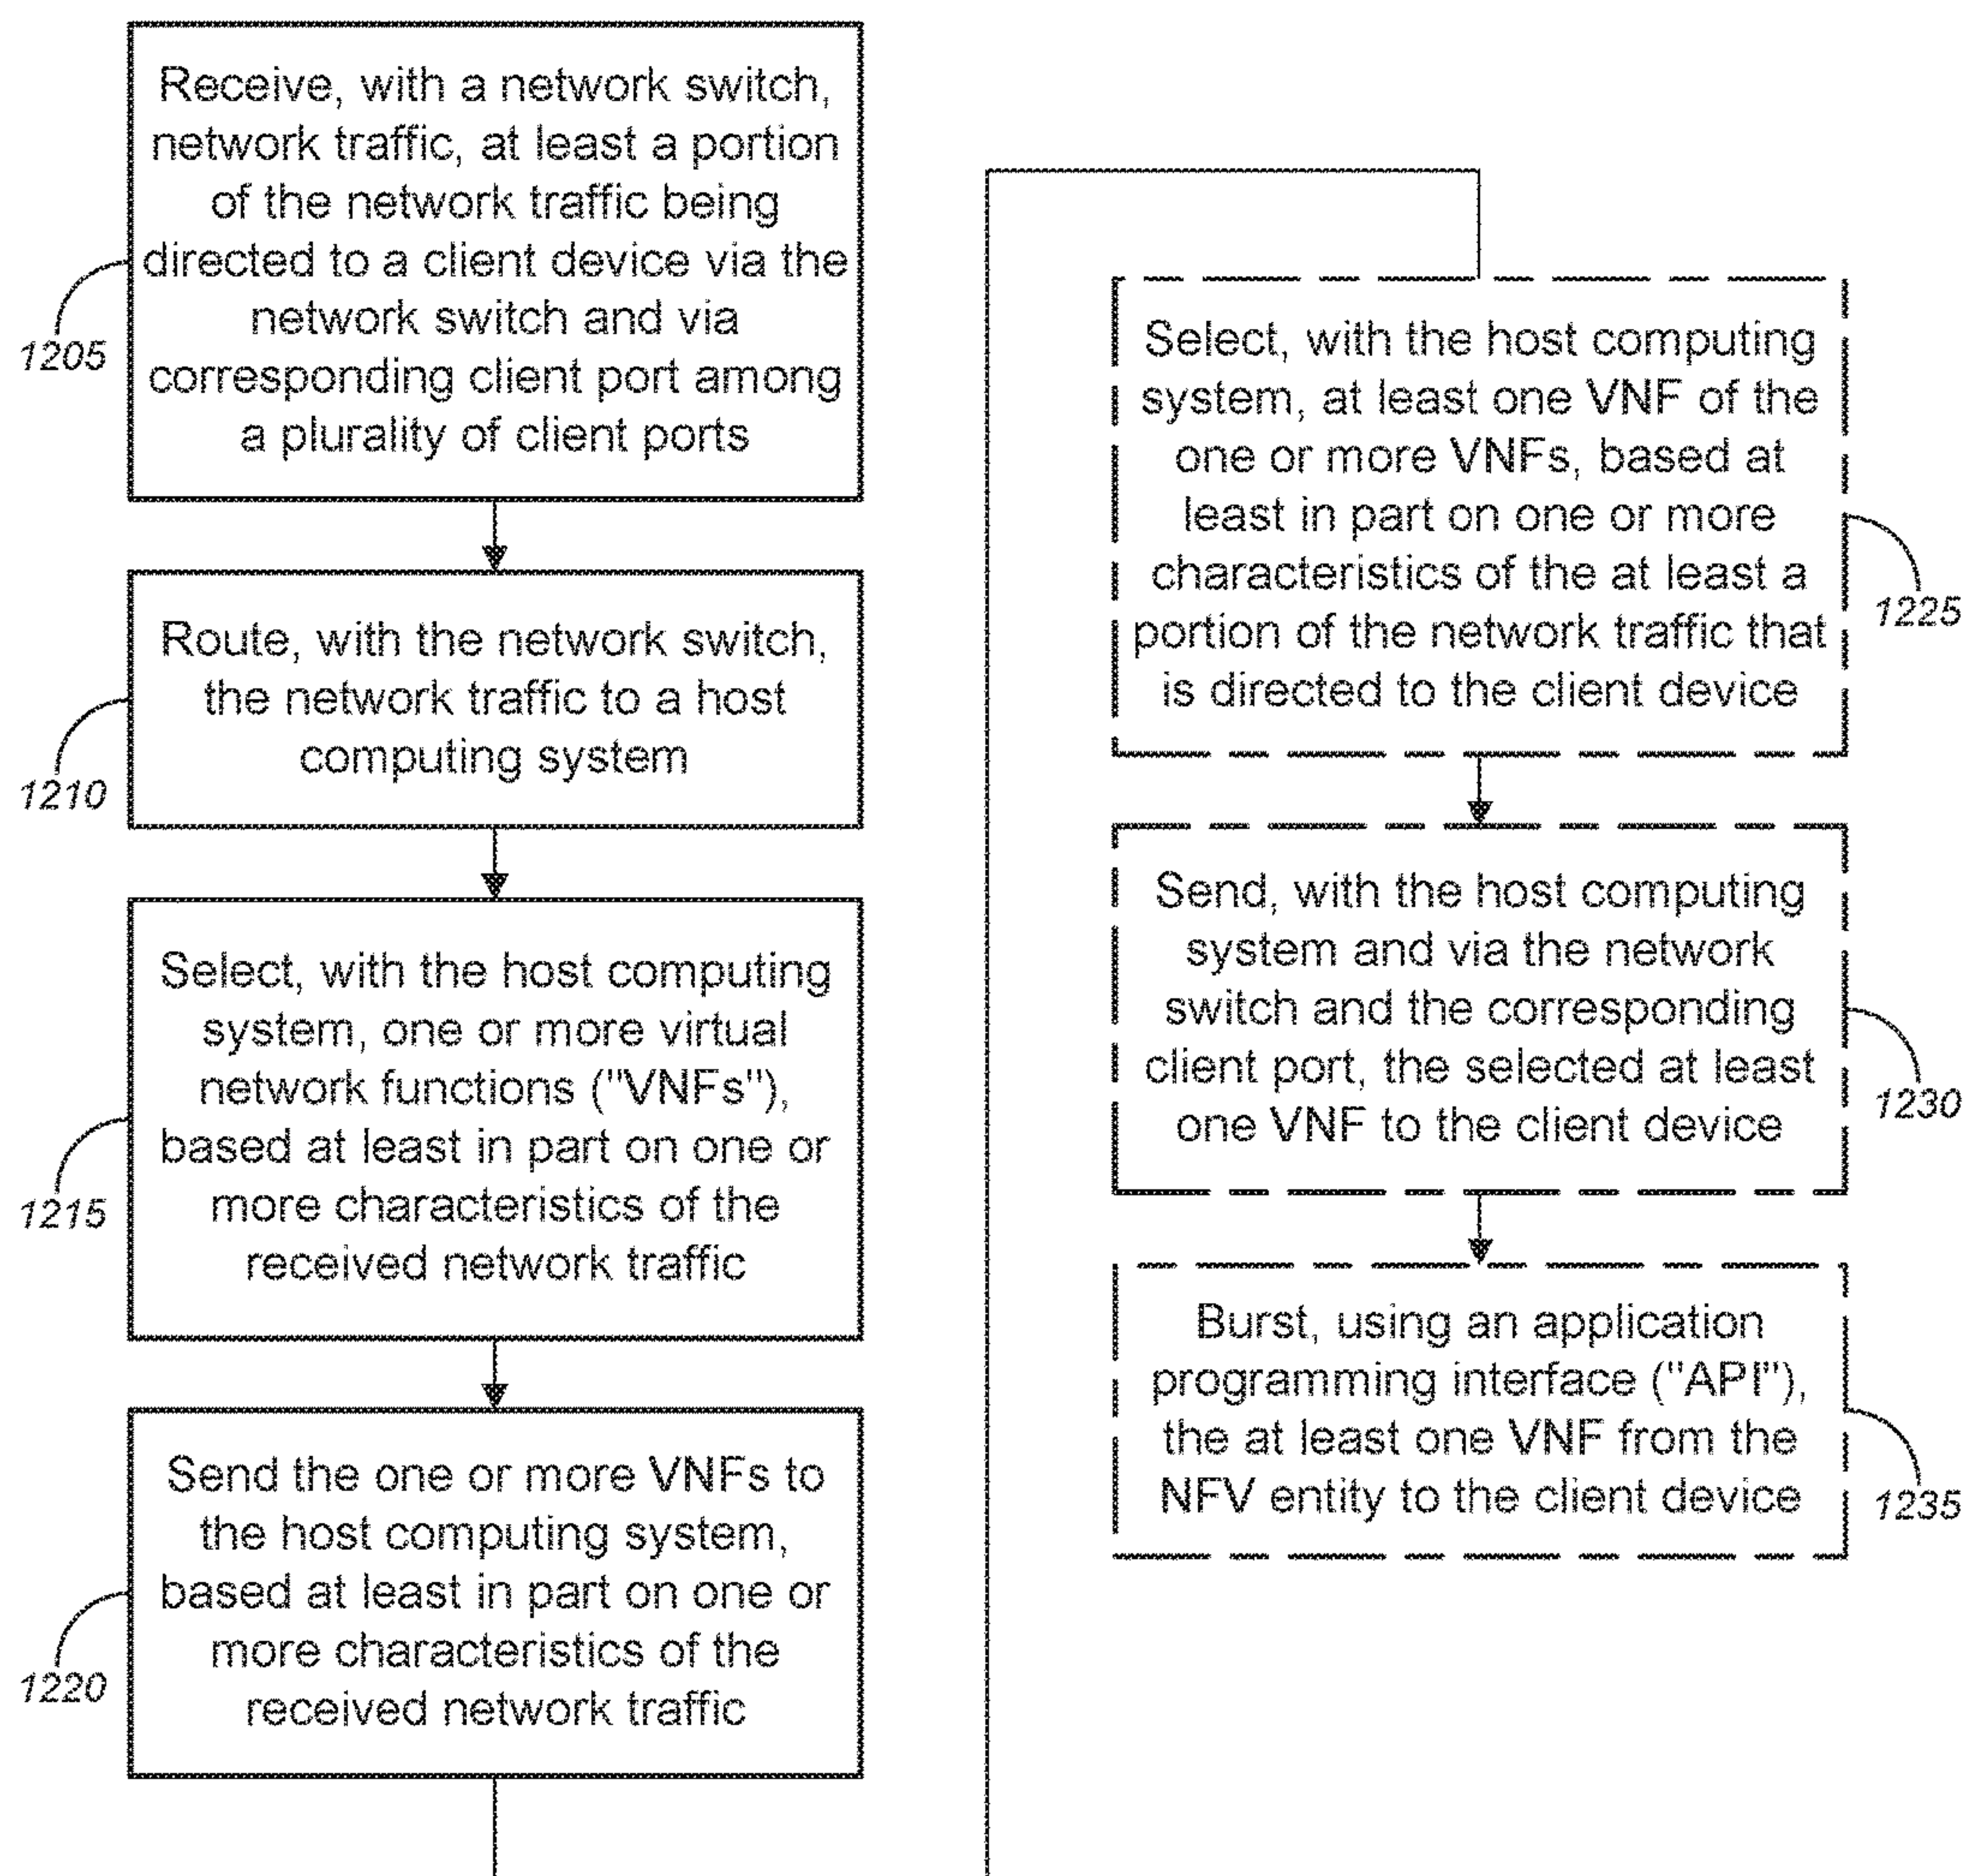 Receive, with a network switch,
network traffic, at least a portion
of the network traffic being
directed to a client device via the
network switch and via
corresponding client port among
a plurality of client ports
1205
Route, with the network switch,
the network traffic to a host
computing system
1210
Select, with the host computing
system, one or more virtual
network functions ("VNFs"),
based at least in part on one or
more characteristics of the
received network traffic
1215
Send the one or more VNFs to
the host computing system,
based at least in part on one or
more characteristics of the
received network traffic
1220
Select, with the host computing
system, at least one VNF of the
one or more VNFs, based at
least in part on one or more
characteristics of the at least a
portion of the network traffic that
is directed to the client device
1225
Send, with the host computing
system and via the network
switch and the corresponding
client port, the selected at least
one VNF to the client device
1230
Burst, using an application
programming interface ("API"),
the at least one VNF from the
NFV entity to the client device
1235